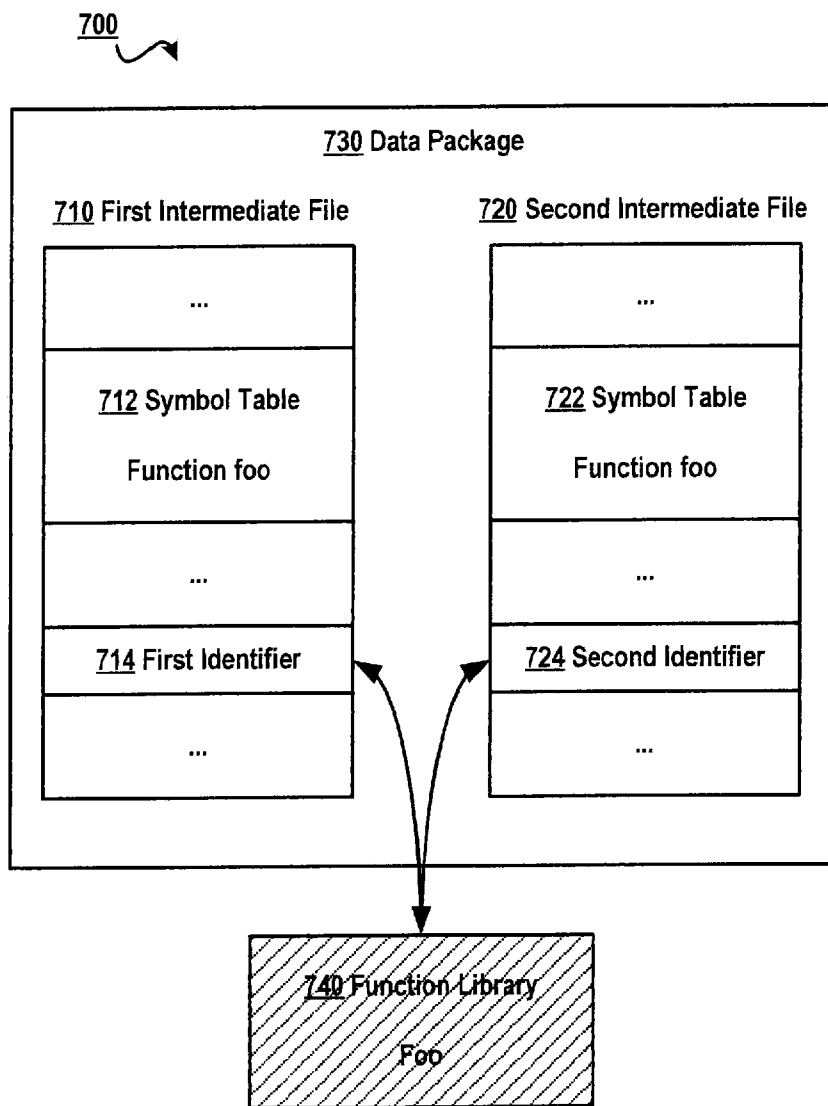 700
730 Data Package
710 First Intermediate File
720 Second Intermediate File
...
...
712 Symbol Table
Function foo
722 Symbol Table
Function foo
...
...
714 First Identifier
724 Second Identifier
...
...
740 Function Library
Foo